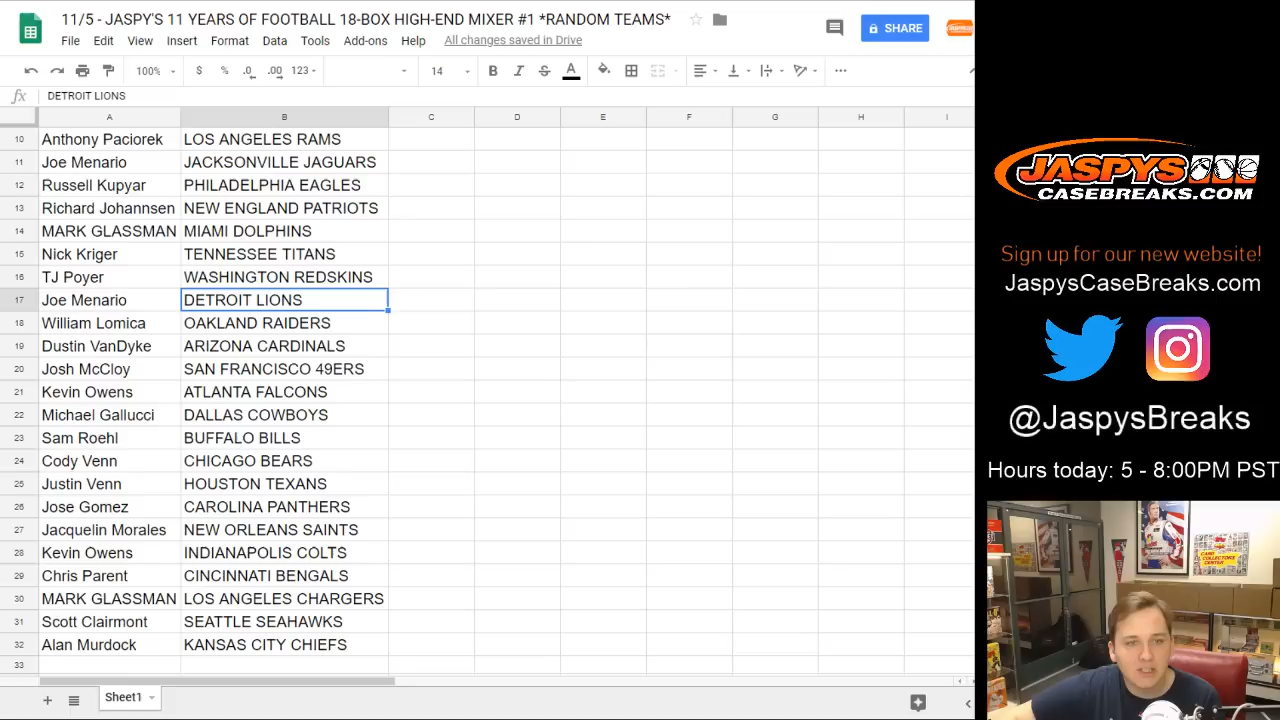 11/5 - JASPY'S 11 YEARS OF FOOTBALL 18-BOX HIGH-END MIXER #1 *RANDOM TEAMS*
File Edit View Insert Format Data Tools Add-ons Help All changes saved in Drive
SHARE
100% $ % .0 .00 123 14 B I S A
fx DETROIT LIONS
A B C D E F G H I
10 Anthony Paciorek LOS ANGELES RAMS
11 Joe Menario JACKSONVILLE JAGUARS
12 Russell Kupyar PHILADELPHIA EAGLES
13 Richard Johannsen NEW ENGLAND PATRIOTS
14 MARK GLASSMAN MIAMI DOLPHINS
15 Nick Kriger TENNESSEE TITANS
16 TJ Poyer WASHINGTON REDSKINS
17 Joe Menario DETROIT LIONS
18 William Lomica OAKLAND RAIDERS
19 Dustin VanDyke ARIZONA CARDINALS
20 Josh McCloy SAN FRANCISCO 49ERS
21 Kevin Owens ATLANTA FALCONS
22 Michael Gallucci DALLAS COWBOYS
23 Sam Roehl BUFFALO BILLS
24 Cody Venn CHICAGO BEARS
25 Justin Venn HOUSTON TEXANS
26 Jose Gomez CAROLINA PANTHERS
27 Jacquelin Morales NEW ORLEANS SAINTS
28 Kevin Owens INDIANAPOLIS COLTS
29 Chris Parent CINCINNATI BENGALS
30 MARK GLASSMAN LOS ANGELES CHARGERS
31 Scott Clairmont SEATTLE SEAHAWKS
32 Alan Murdock KANSAS CITY CHIEFS
33
Sheet1
JASPYS
CASEBREAKS.COM
Sign up for our new website!
JaspysCaseBreaks.com
@JaspysBreaks
Hours today: 5 - 8:00PM PST
CARD
COLLECTORS
CENTER